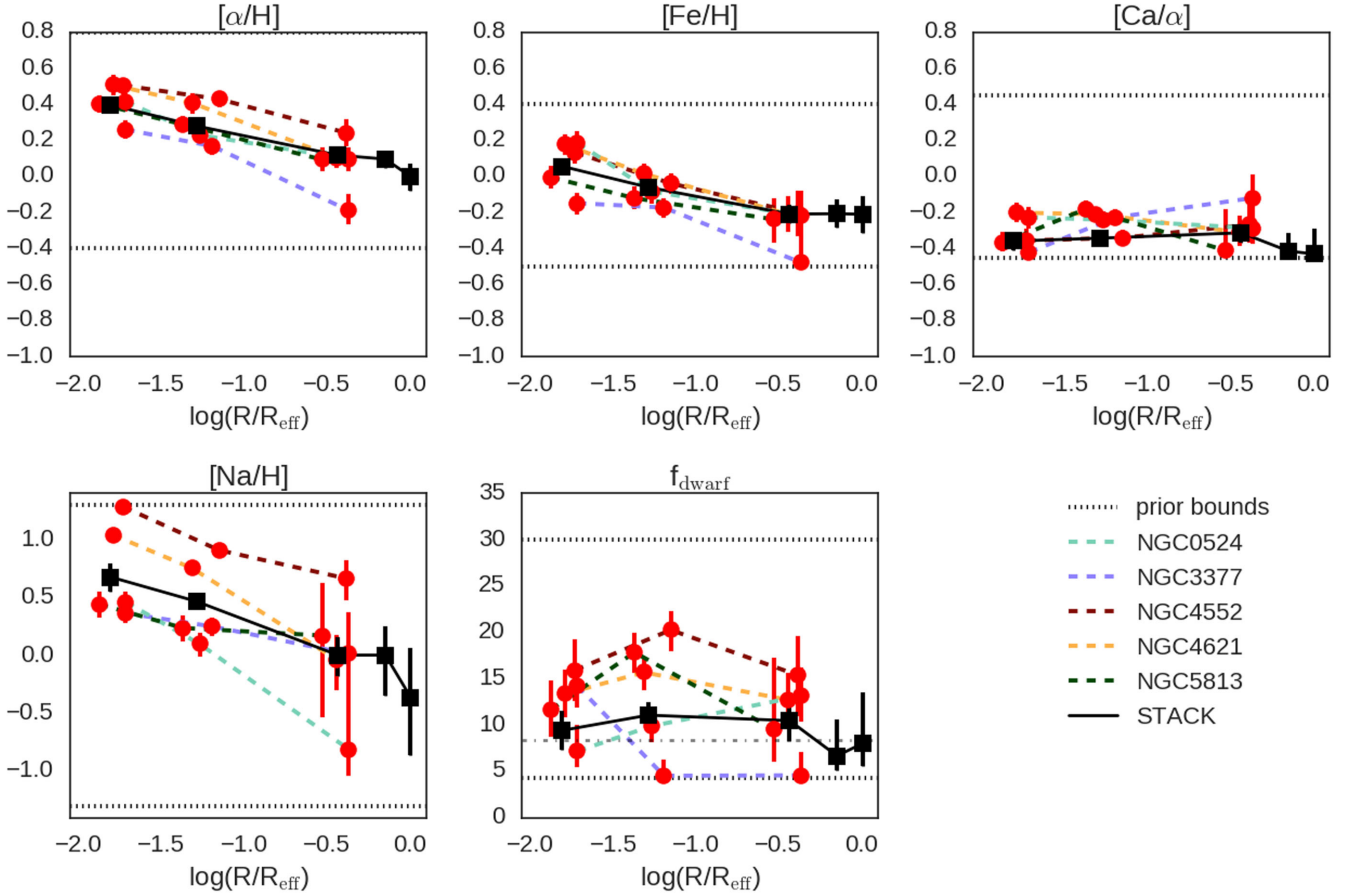 [α/H] [Fe/H] [Ca/α]
0.8 0.8 0.8
0.6 0.6 0.6
0.4 0.4 0.4
0.2 0.2 0.2
0.0 0.0 0.0
−0.2 −0.2 −0.2
−0.4 −0.4 −0.4
−0.6 0.6 0.6
−0.8 0.8 0.8
−1.0 −1.0 −1.0
−2.0 −1.5 −1.0 −0.5 0.0 −2.0 −1.5 −1.0 −0.5 0.0 −2.0 −1.5 −1.0 −0.5 0.0
log(R/Reff) log(R/Reff) log(R/Reff)
[Na/H] fdwarf
1.0
0.5
0.0
−0.5
−1.0
35
30
25
20
15
10
5
0
prior bounds
NGC0524
NGC3377
NGC4552
NGC4621
NGC5813
STACK
−2.0 −1.5 −1.0 −0.5 0.0 −2.0 −1.5 −1.0 −0.5 0.0
log(R/Reff) log(R/Reff)